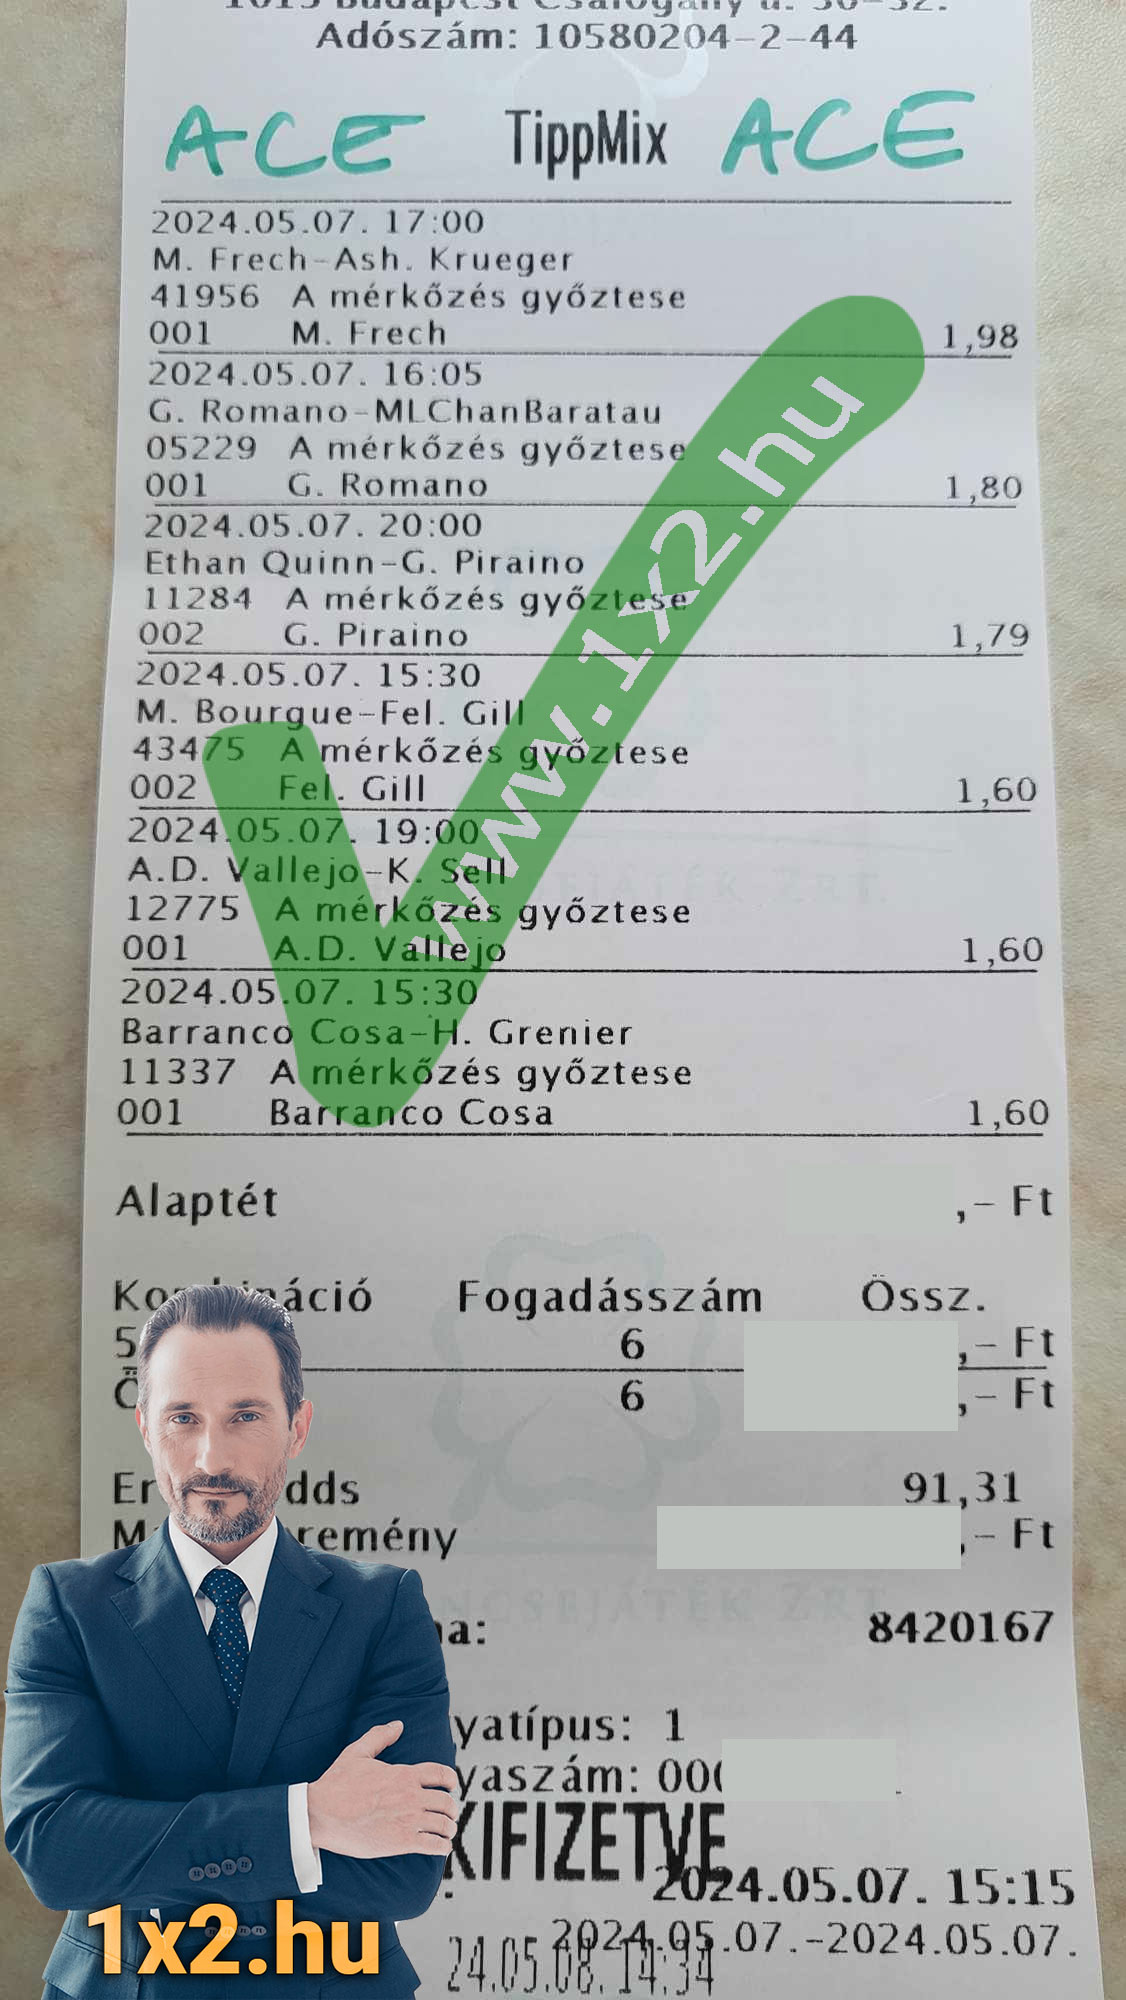 Adószám: 10580204-2-44
ACE TippMix ACE
2024.05.07. 17:00
M. Frech-Ash. Krueger
41956 A mérkőzés győztese
001 M. Frech 1,98
2024.05.07. 16:05
G. Romano-MLChanBaratau
05229 A mérkőzés győztese
001 G. Romano 1,80
2024.05.07. 20:00
Ethan Quinn-G. Piraino
11284 A mérkőzés győztese
002 G. Piraino 1,79
2024.05.07. 15:30
M. Bourgue-Fel. Gill
43475 A mérkőzés győztese
002 Fel. Gill 1,60
2024.05.07. 19:00
A.D. Vallejo-K. Sell
12775 A mérkőzés győztese
001 A.D. Vallejo 1,60
2024.05.07. 15:30
Barranco Cosa-H. Grenier
11337 A mérkőzés győztese
001 Barranco Cosa 1,60
www.1x2.hu
Alaptét ,- Ft
Fogadásszám Össz.
5 6 ,- Ft
6 ,- Ft
91,31
,- Ft
8420167
1
KIFIZETVE
2024.05.07. 15:15
2024.05.07.-2024.05.07.
24.05.08. 14:34
1x2.hu